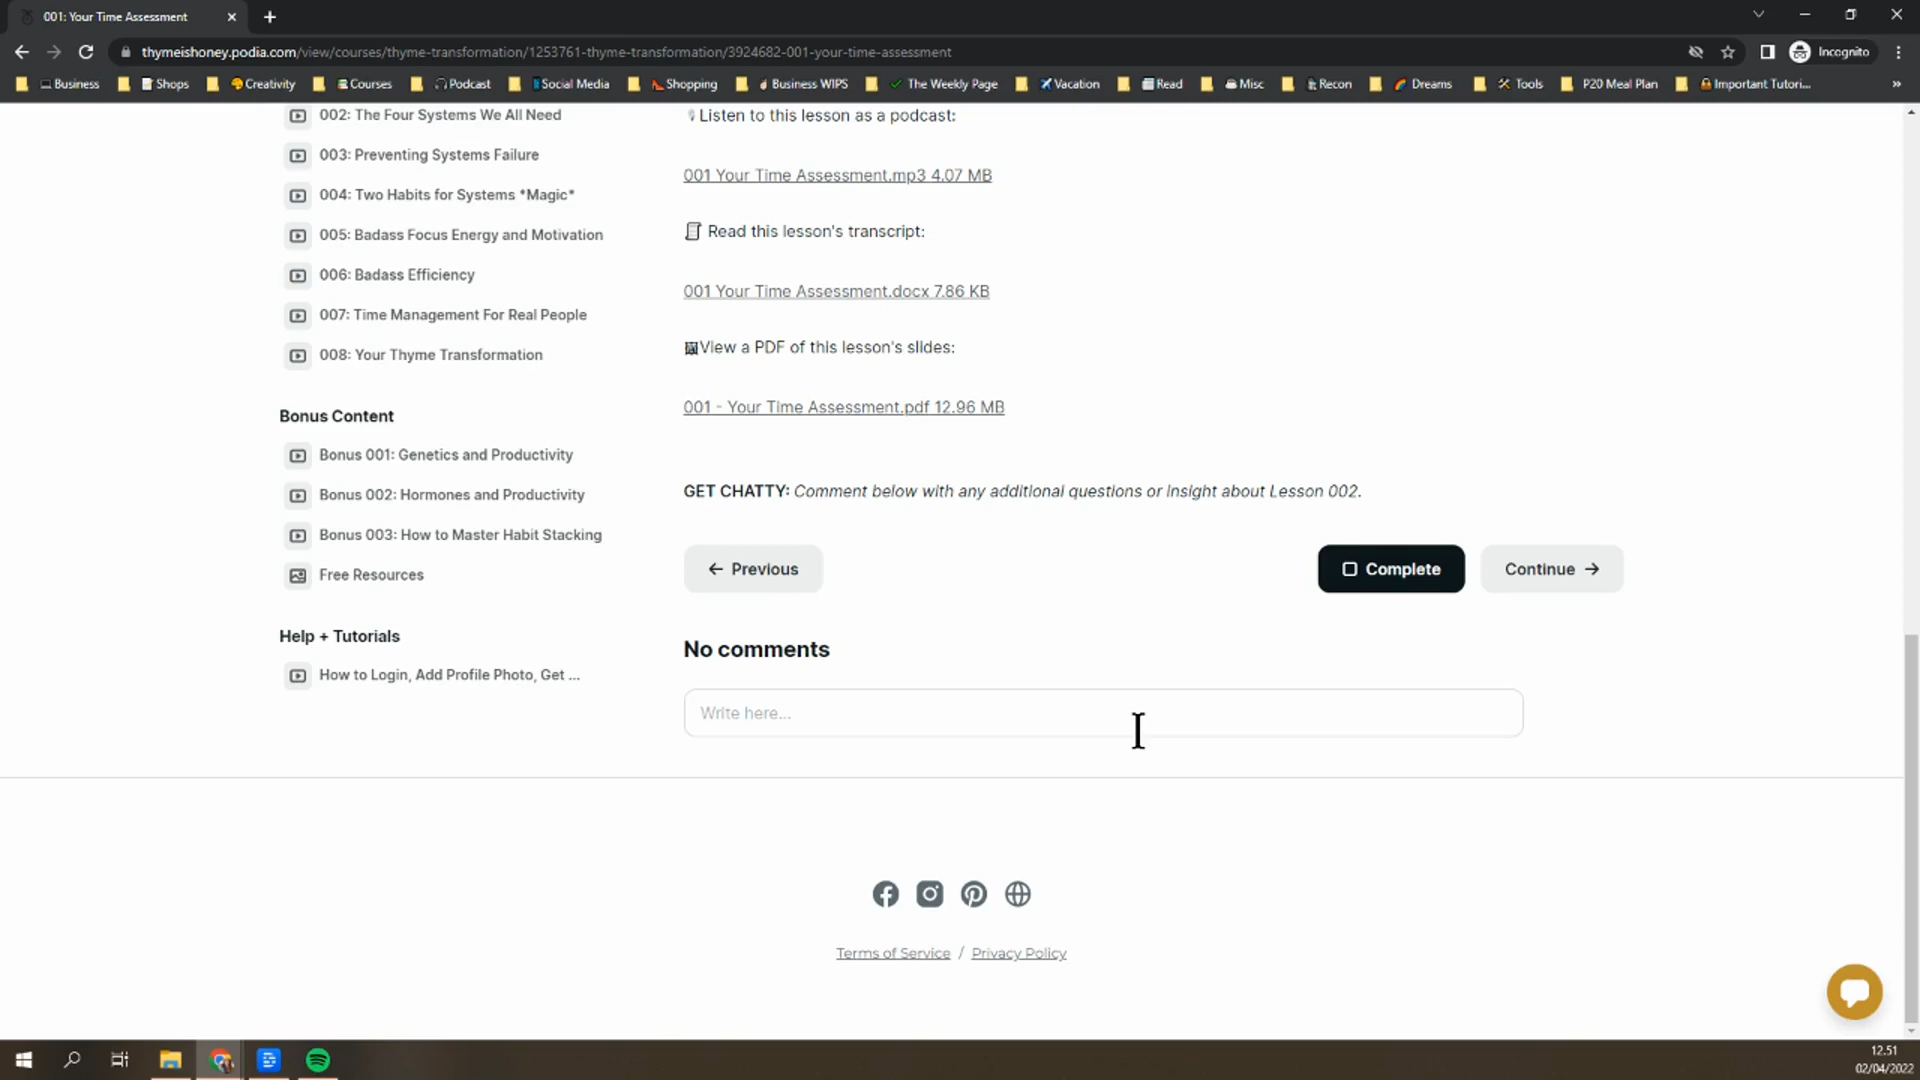 001: Your Time Assessment
thymeishoney.podia.com/view/courses/thyme-transformation/1253761-thyme-transformation/3924682-001-your-time-assessment
Incognito
Business Shops Creativity Courses Podcast Social Media Shopping Business WIPS The Weekly Page Vacation Read Misc Recon Dreams Tools P20 Meal Plan Important Tutori... »
002: The Four Systems We All Need
003: Preventing Systems Failure
004: Two Habits for Systems *Magic*
005: Badass Focus Energy and Motivation
006: Badass Efficiency
007: Time Management For Real People
008: Your Thyme Transformation
Bonus Content
Bonus 001: Genetics and Productivity
Bonus 002: Hormones and Productivity
Bonus 003: How to Master Habit Stacking
Free Resources
Help + Tutorials
How to Login, Add Profile Photo, Get ...
Listen to this lesson as a podcast:
001 Your Time Assessment.mp3 4.07 MB
Read this lesson's transcript:
001 Your Time Assessment.docx 7.86 KB
View a PDF of this lesson's slides:
001 - Your Time Assessment.pdf 12.96 MB
GET CHATTY: Comment below with any additional questions or insight about Lesson 002.
← Previous
Complete
Continue →
No comments
Write here...
Terms of Service / Privacy Policy
12.51
02/04/2022